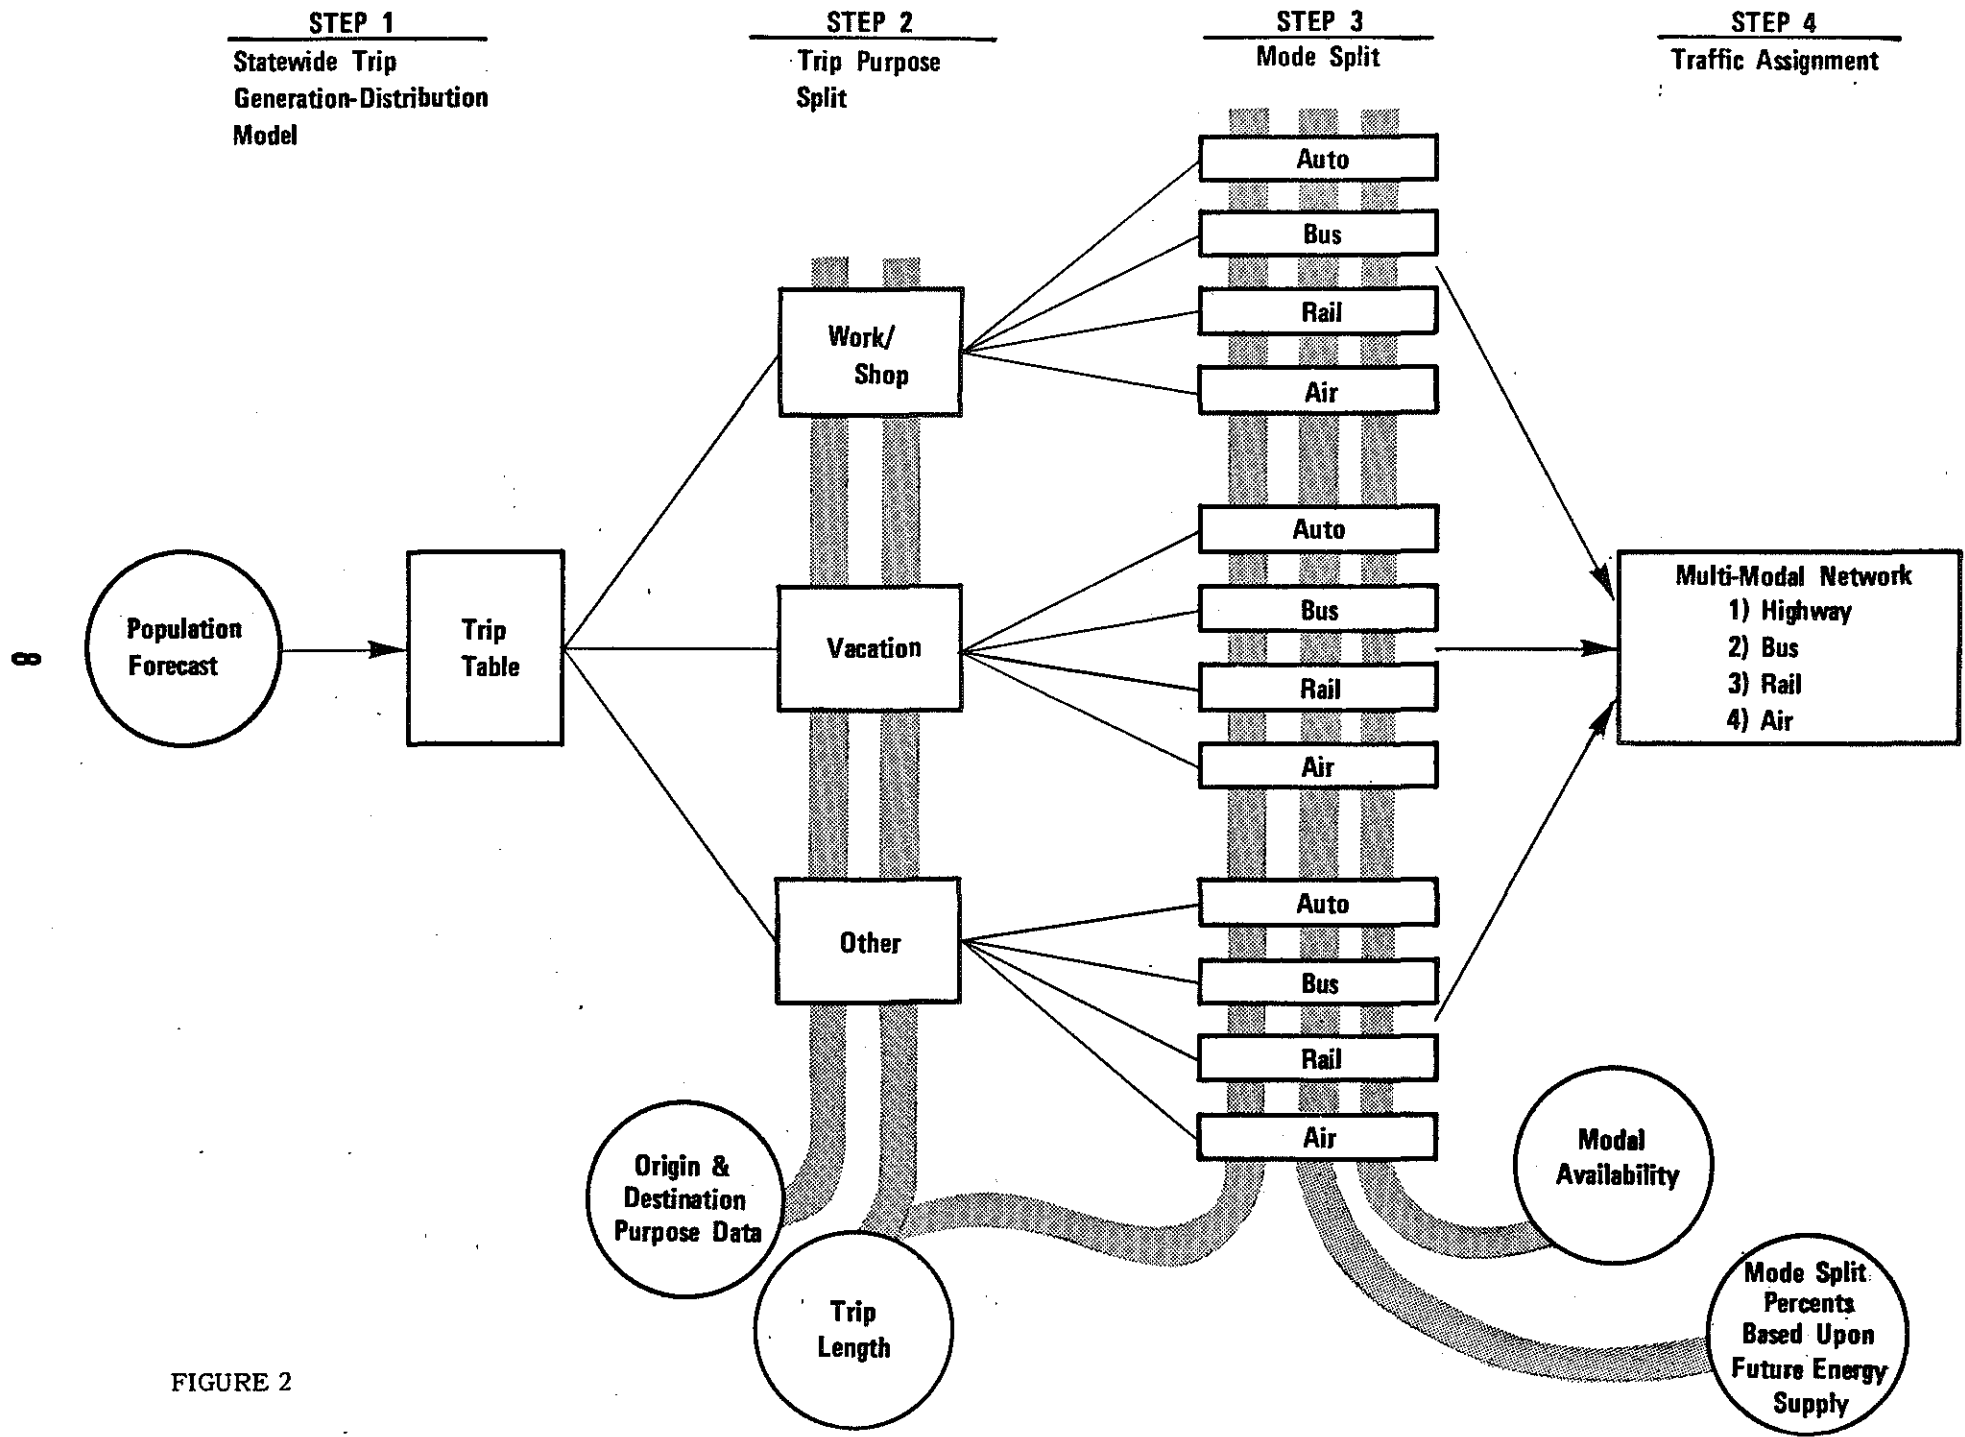 STEP 1
Statewide Trip
Generation-Distribution
Model
STEP 2
Trip Purpose
Split
STEP 3
Mode Split
STEP 4
Traffic Assignment
Population
Forecast
Trip
Table
Work/
Shop
Vacation
Other
Auto
Bus
Rail
Air
Auto
Bus
Rail
Air
Auto
Bus
Rail
Air
Multi-Modal Network
1) Highway
2) Bus
3) Rail
4) Air
Origin &
Destination
Purpose Data
Trip
Length
Modal
Availability
Mode Split
Percents
Based Upon
Future Energy
Supply
8
FIGURE 2